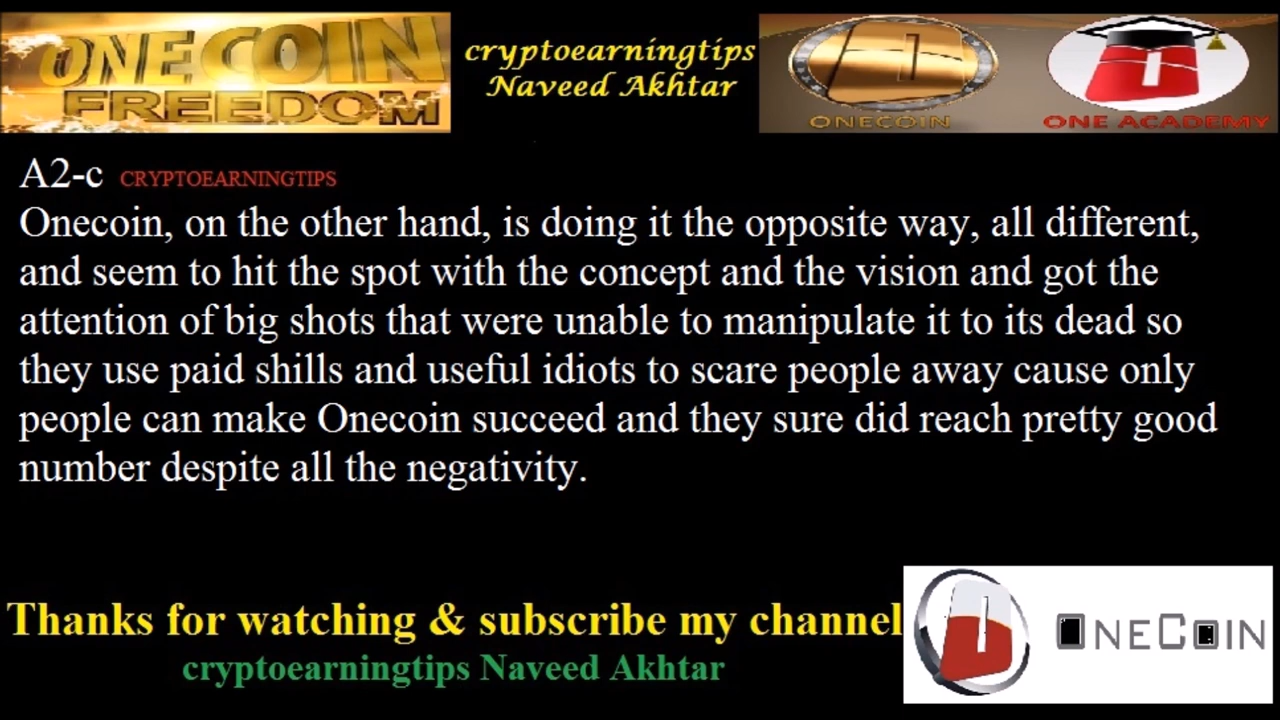 ONE COIN
FREEDOM
cryptoearningtips
Naveed Akhtar
ONECOIN
ONE ACADEMY
A2-c CRYPTOEARNINGTIPS
Onecoin, on the other hand, is doing it the opposite way, all different,
and seem to hit the spot with the concept and the vision and got the
attention of big shots that were unable to manipulate it to its dead so
they use paid shills and useful idiots to scare people away cause only
people can make Onecoin succeed and they sure did reach pretty good
number despite all the negativity.
Thanks for watching & subscribe my channel
cryptoearningtips Naveed Akhtar
ONECOIN